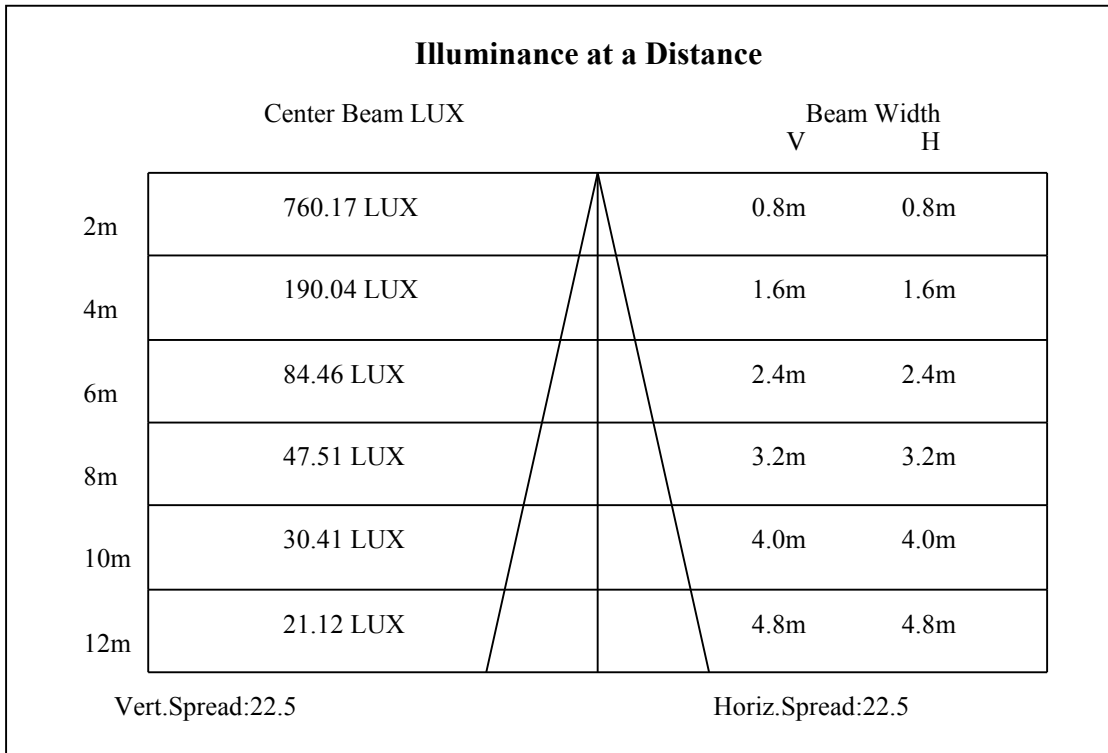 Illuminance at a Distance
Center Beam LUX Beam Width
V H
2m 760.17 LUX 0.8m 0.8m
4m 190.04 LUX 1.6m 1.6m
6m 84.46 LUX 2.4m 2.4m
8m 47.51 LUX 3.2m 3.2m
10m 30.41 LUX 4.0m 4.0m
12m 21.12 LUX 4.8m 4.8m
Vert.Spread:22.5 Horiz.Spread:22.5